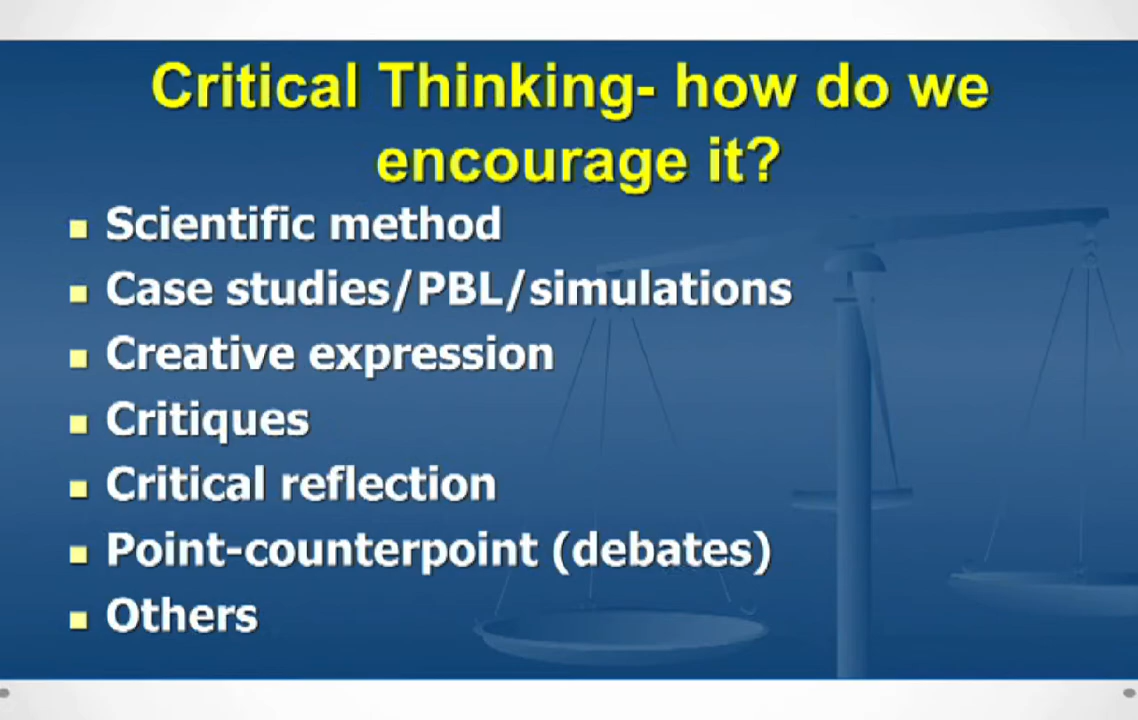 Critical Thinking- how do we
encourage it?
Scientific method
Case studies/PBL/simulations
Creative expression
Critiques
Critical reflection
Point-counterpoint (debates)
Others